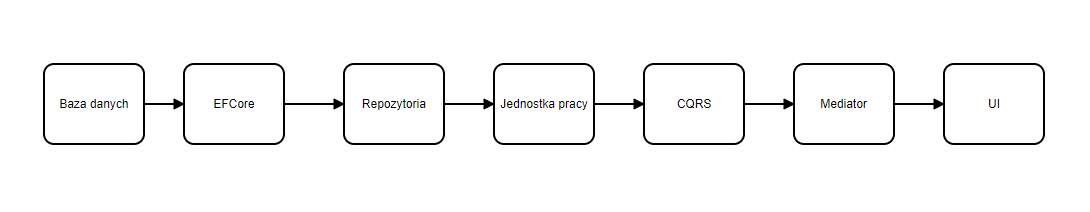 Baza danych
EFCore
Repozytoria
Jednostka pracy
CQRS
Mediator
UI